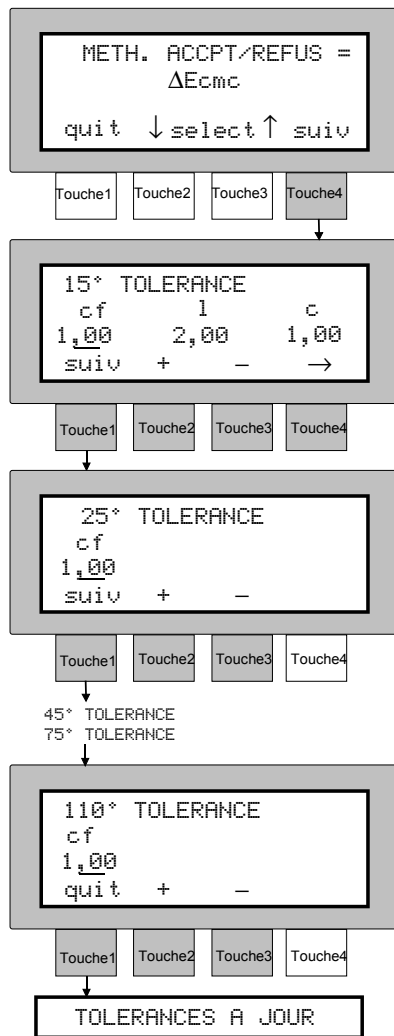 METH. ACCPT/REFUS =
ΔEcmc
quit ↓ select ↑ suiv
Touche1 Touche2 Touche3 Touche4
15° TOLERANCE
cf l c
1,00 2,00 1,00
suiv + – →
Touche1 Touche2 Touche3 Touche4
25° TOLERANCE
cf
1,00
suiv + –
Touche1 Touche2 Touche3 Touche4
45° TOLERANCE
75° TOLERANCE
110° TOLERANCE
cf
1,00
quit + –
Touche1 Touche2 Touche3 Touche4
TOLERANCES A JOUR